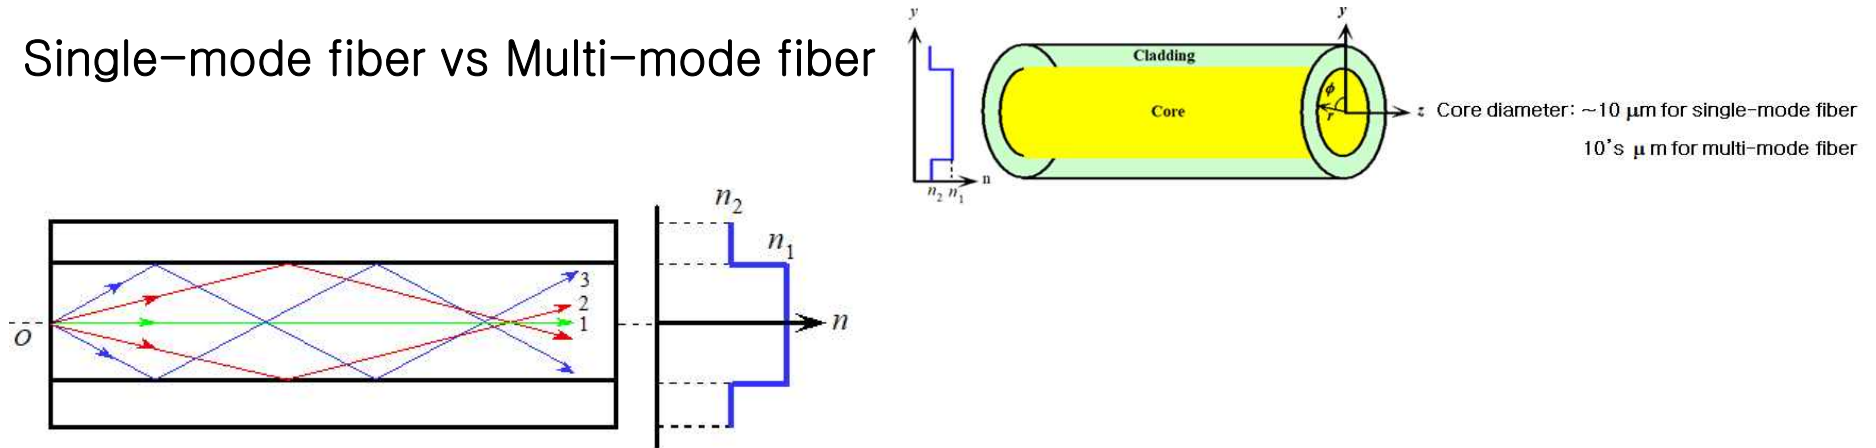 Single-mode fiber vs Multi-mode fiber
y
Cladding
Core
n
n2 n1
y
ϕ
r
z
Core diameter: ~10 μm for single-mode fiber
10's μm for multi-mode fiber
O
3
2
1
n2
n1
n